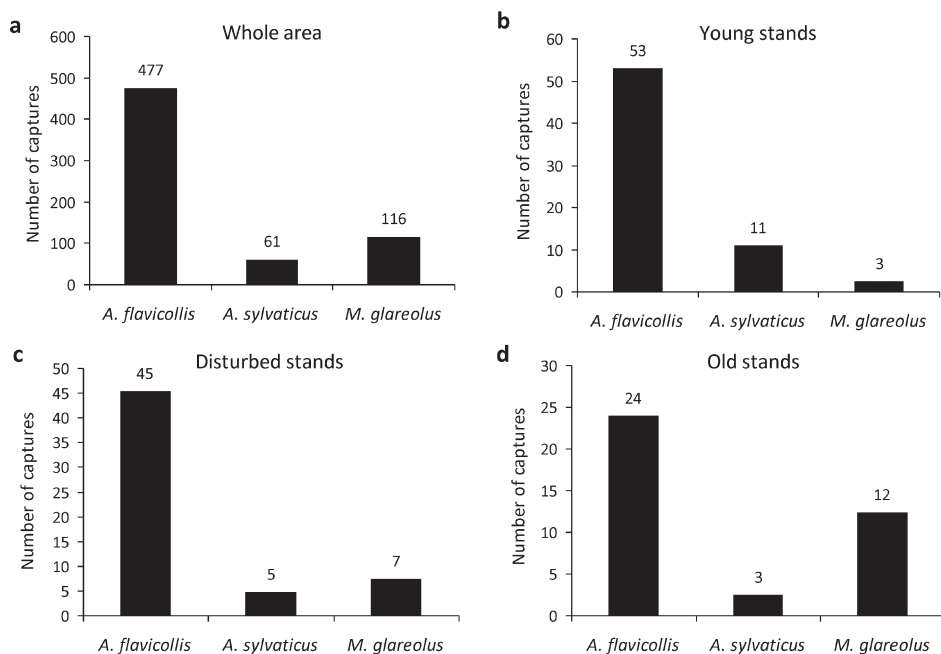 a
Whole area
Number of captures
600
500
400
300
200
100
0
477
61
116
A. flavicollis
A. sylvaticus
M. glareolus
b
Young stands
Number of captures
60
50
40
30
20
10
0
53
11
3
A. flavicollis
A. sylvaticus
M. glareolus
c
Disturbed stands
Number of captures
50
45
40
35
30
25
20
15
10
5
0
45
5
7
A. flavicollis
A. sylvaticus
M. glareolus
d
Old stands
Number of captures
30
25
20
15
10
5
0
24
3
12
A. flavicollis
A. sylvaticus
M. glareolus